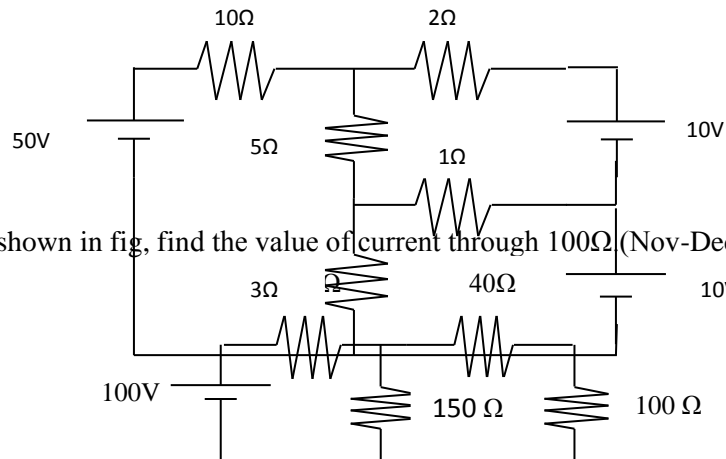 10Ω 2Ω
50V 5Ω 1Ω 10V
shown in fig, find the value of current through 100Ω.(Nov-Dec
3Ω Ω 40Ω 10V
100V 150 Ω 100 Ω